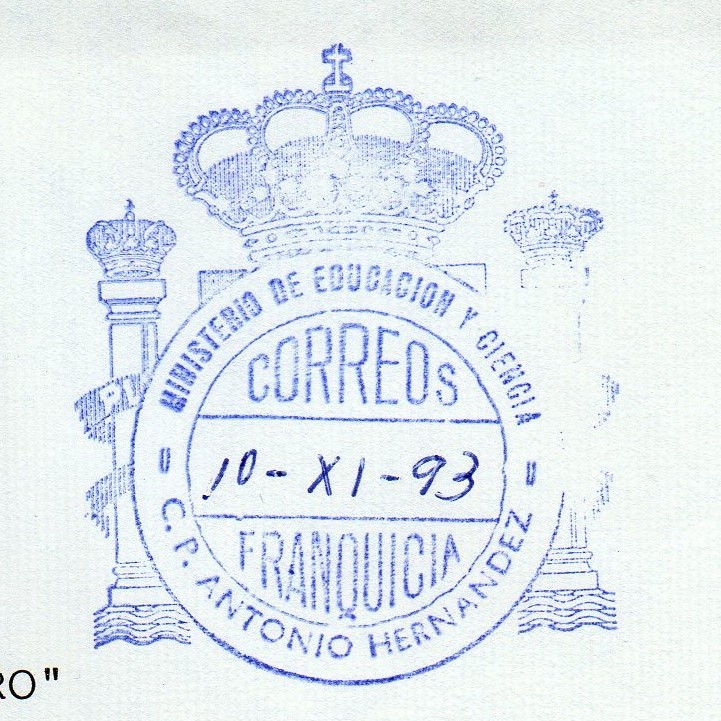 MINISTERIO DE EDUCACION Y CIENCIA
CORREOS
10-XI-93
FRANQUICIA
C.P. ANTONIO HERNANDEZ
RO"